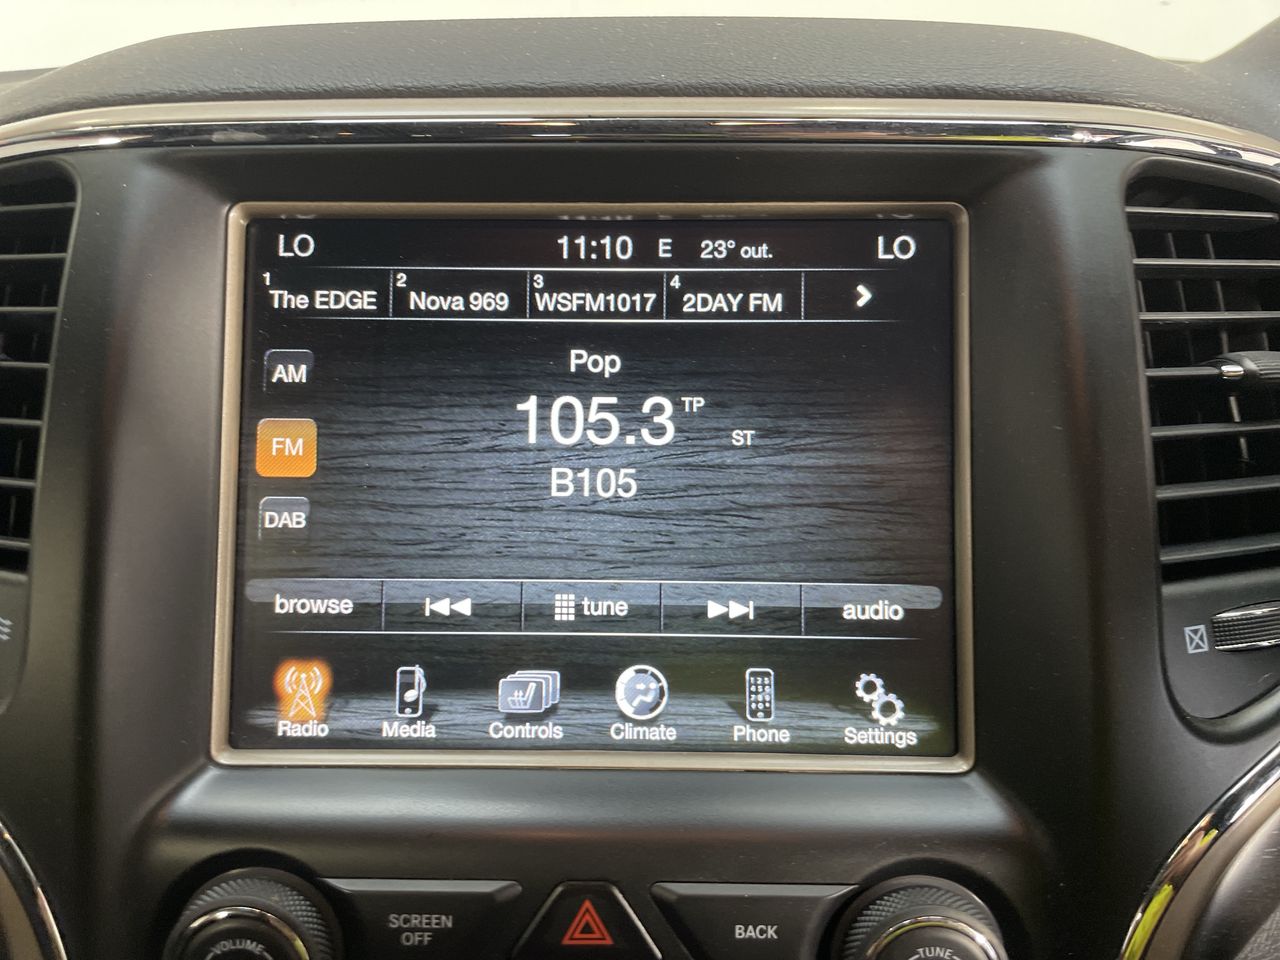 LO 11:10 E 23° out. LO
1 The EDGE 2 Nova 969 3 WSFM1017 4 2DAY FM
Pop
AM
105.3 TP
ST
FM
B105
DAB
browse tune audio
Radio Media Controls Climate Phone Settings
SCREEN
OFF
BACK
VOLUME
TUNE